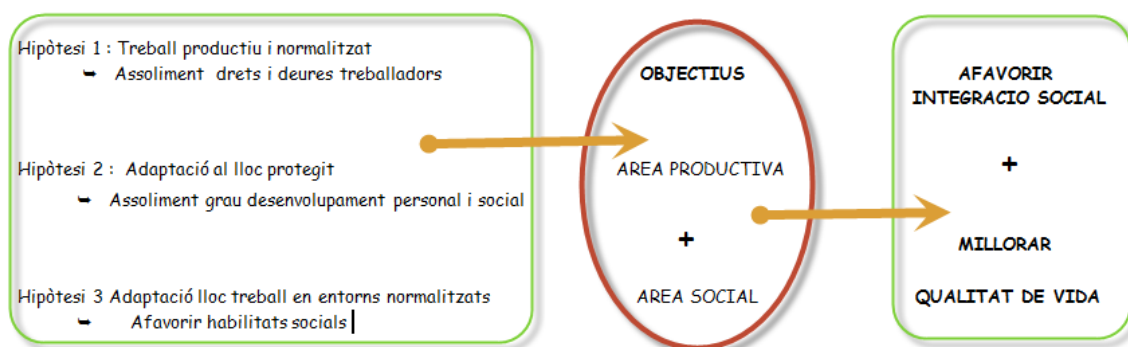 Hipòtesi 1 : Treball productiu i normalitzat
➥ Assoliment drets i deures treballadors
Hipòtesi 2 : Adaptació al lloc protegit
➥ Assoliment grau desenvolupament personal i social
Hipòtesi 3 Adaptació lloc treball en entorns normalitzats
➥ Afavorir habilitats socials
OBJECTIUS
AREA PRODUCTIVA
+
AREA SOCIAL
AFAVORIR
INTEGRACIO SOCIAL
+
MILLORAR
QUALITAT DE VIDA